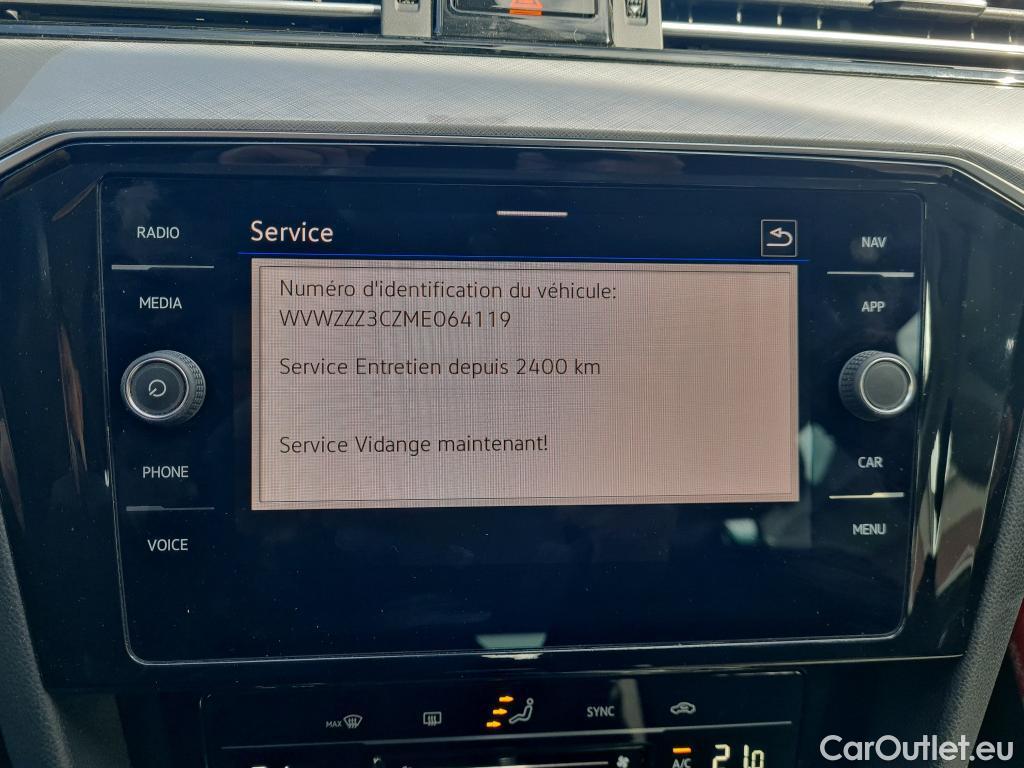 Service
RADIO
MEDIA
PHONE
VOICE
Numéro d'identification du véhicule:
WVWZZZ3CZME064119
Service Entretien depuis 2400 km
Service Vidange maintenant!
NAV
APP
CAR
MENU
MAX
SYNC
A/C
21.0
CarOutlet.eu